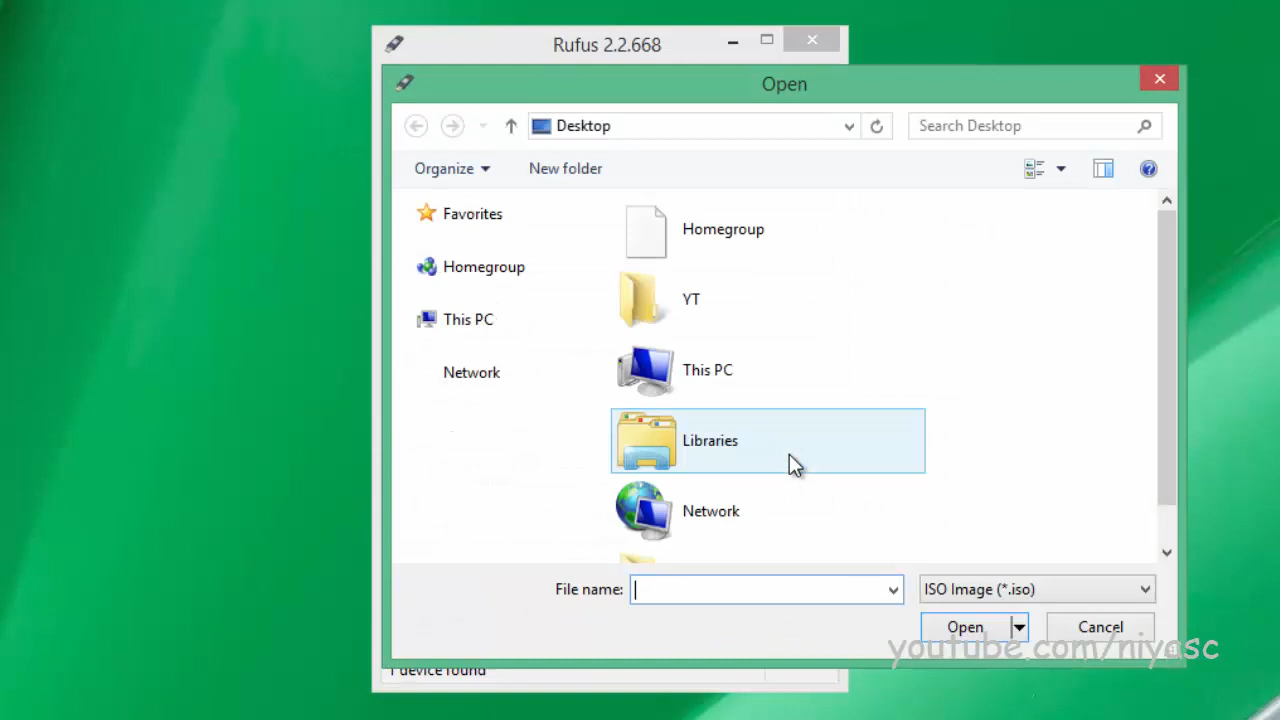 Rufus 2.2.668
Open
Desktop
Search Desktop
Organize
New folder
Favorites
Homegroup
This PC
Network
Homegroup
YT
This PC
Libraries
Network
File name:
ISO Image (*.iso)
Open
Cancel
youtube.com/niyasc
1 device found